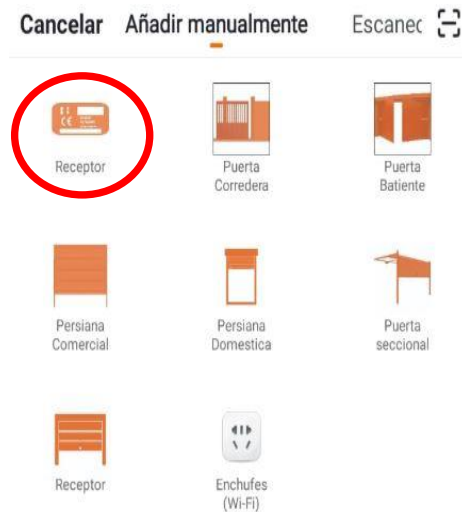 Cancelar Añadir manualmente Escanec
Receptor Puerta Corredera Puerta Batiente
Persiana Comercial Persiana Domestica Puerta seccional
Receptor Enchufes (Wi-Fi)